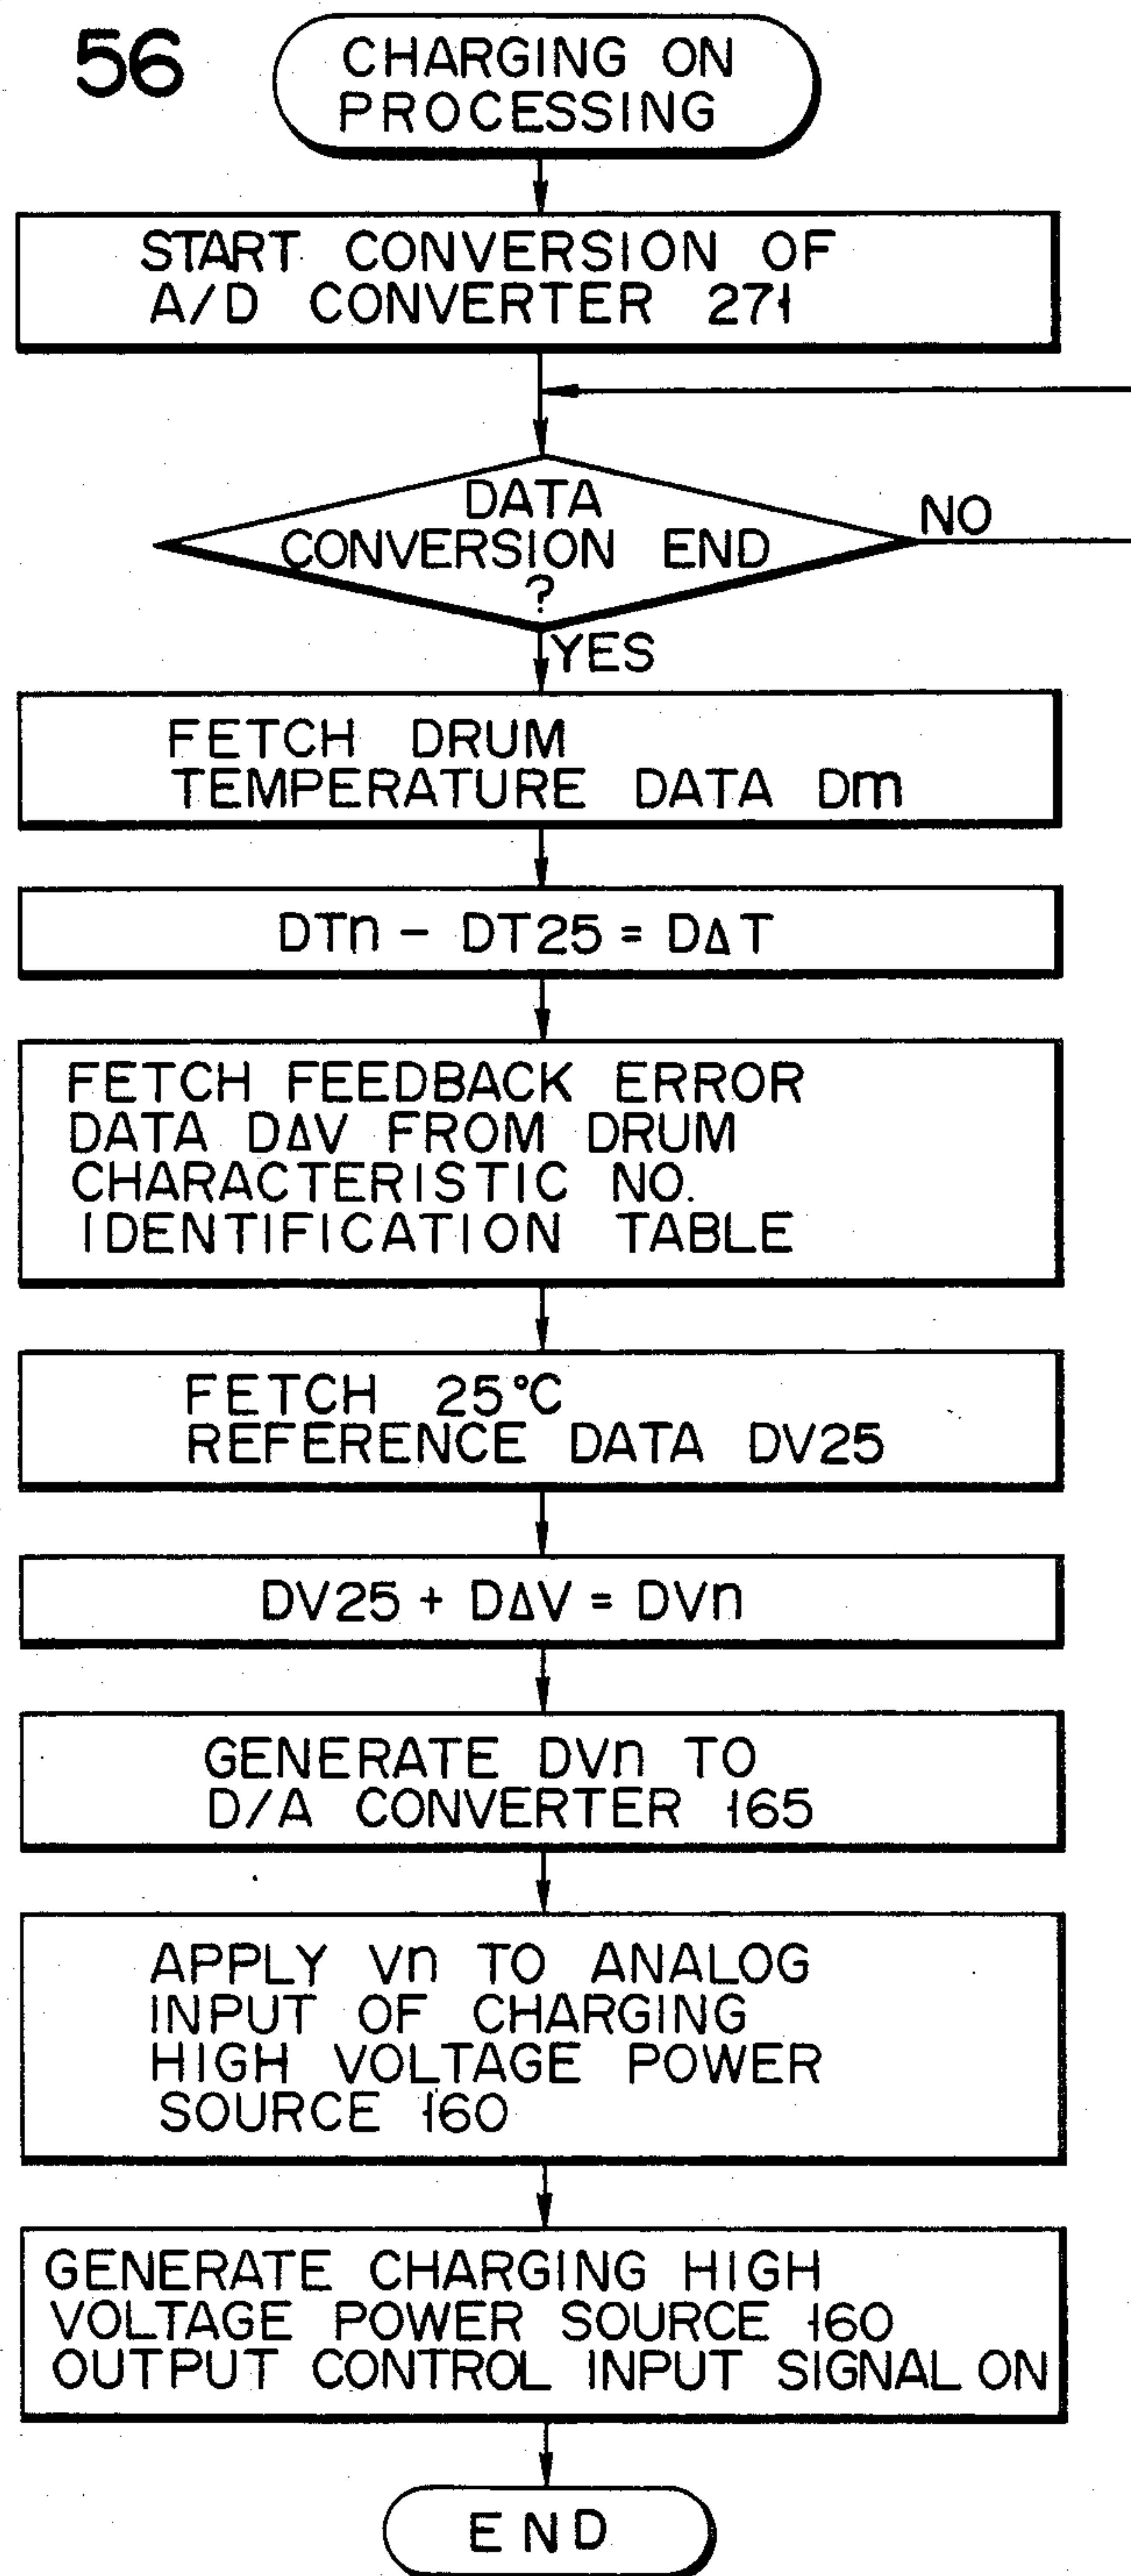 56
CHARGING ON
PROCESSING
START CONVERSION OF
A/D CONVERTER 271
DATA
CONVERSION END
?
NO
YES
FETCH DRUM
TEMPERATURE DATA Dm
DTn - DT25 = DΔT
FETCH FEEDBACK ERROR
DATA DΔV FROM DRUM
CHARACTERISTIC NO.
IDENTIFICATION TABLE
FETCH 25°C
REFERENCE DATA DV25
DV25 + DΔV = DVn
GENERATE DVn TO
D/A CONVERTER 165
APPLY Vn TO ANALOG
INPUT OF CHARGING
HIGH VOLTAGE POWER
SOURCE 160
GENERATE CHARGING HIGH
VOLTAGE POWER SOURCE 160
OUTPUT CONTROL INPUT SIGNAL ON
END